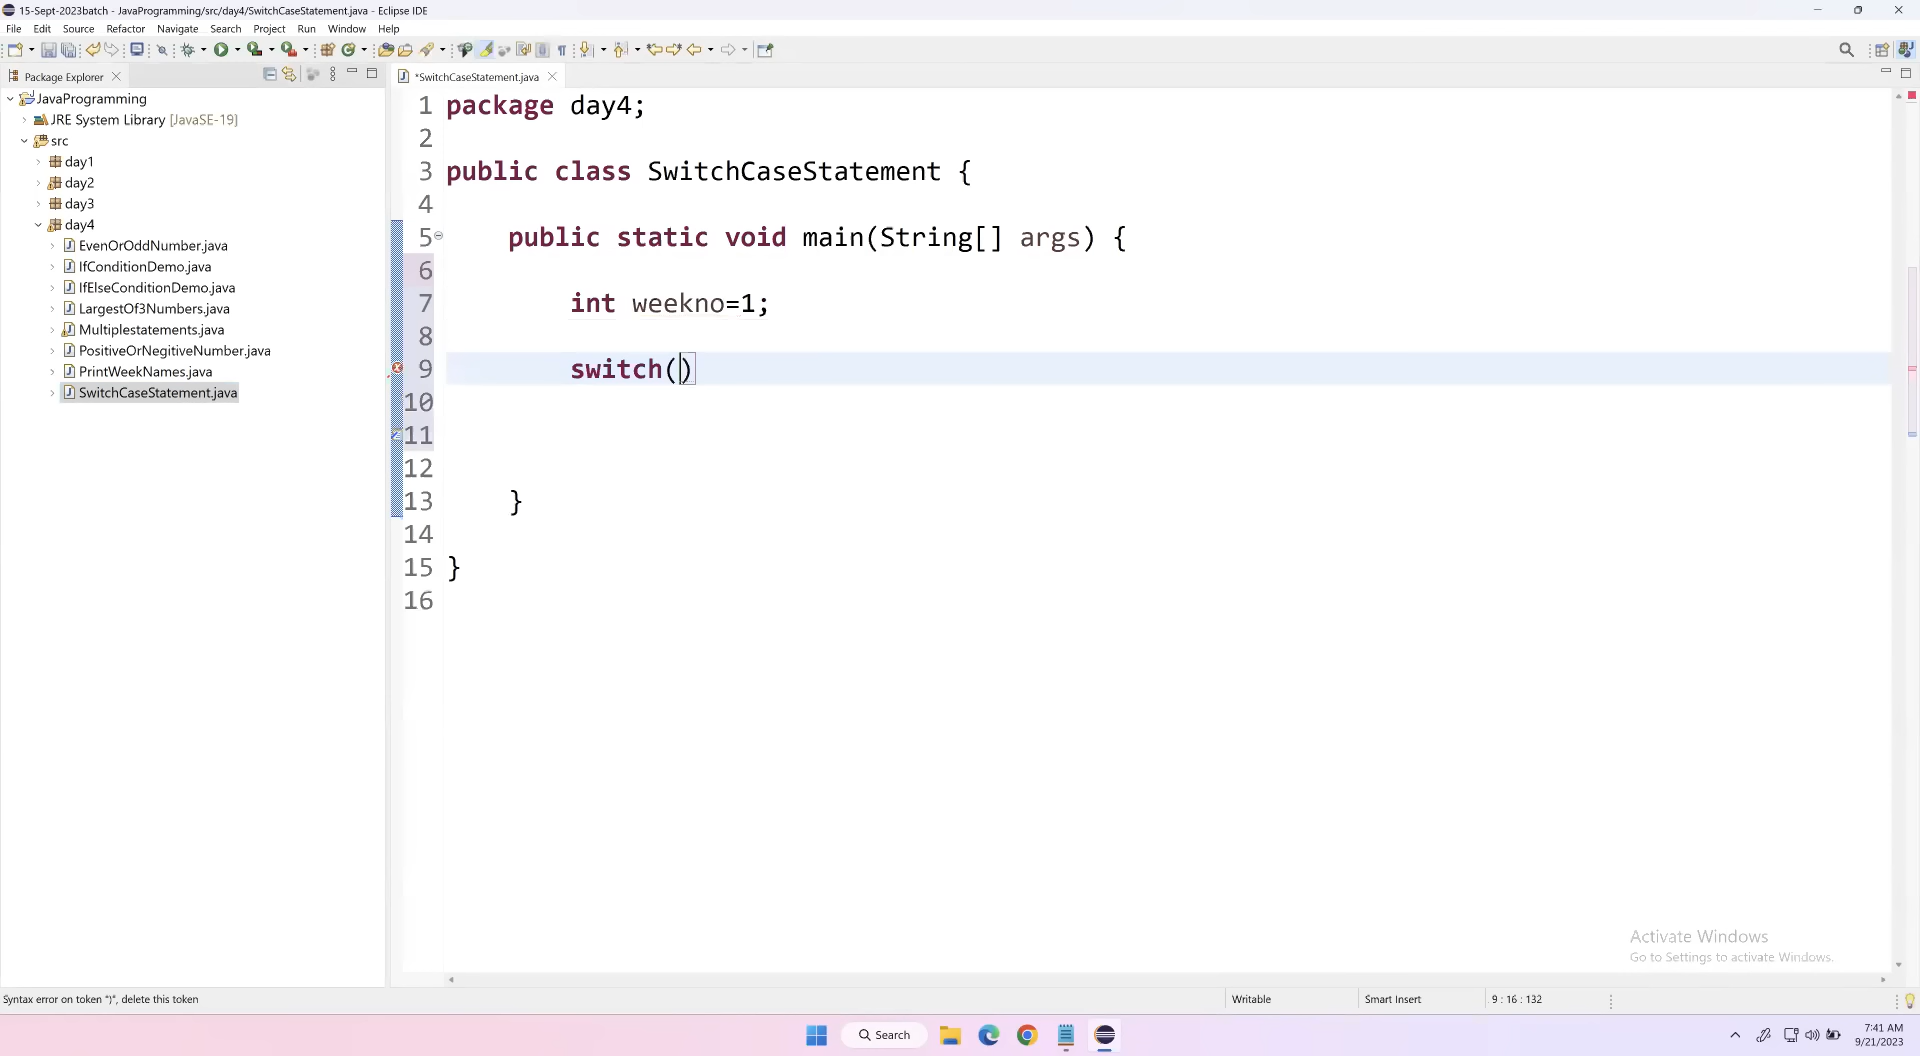 15-Sept-2023batch - JavaProgramming/src/day4/SwitchCaseStatement.java - Eclipse IDE
File Edit Source Refactor Navigate Search Project Run Window Help
Package Explorer
*SwitchCaseStatement.java
JavaProgramming
JRE System Library [JavaSE-19]
src
day1
day2
day3
day4
EvenOrOddNumber.java
IfConditionDemo.java
IfElseConditionDemo.java
LargestOf3Numbers.java
Multiplestatements.java
PositiveOrNegitiveNumber.java
PrintWeekNames.java
SwitchCaseStatement.java
1 package day4;
2
3 public class SwitchCaseStatement {
4
5 public static void main(String[] args) {
6
7 int weekno=1;
8
9 switch()
10
11
12
13 }
14
15 }
16
Activate Windows
Go to Settings to activate Windows.
Syntax error on token ")", delete this token
Writable
Smart Insert
9 : 16 : 132
Search
7:41 AM
9/21/2023